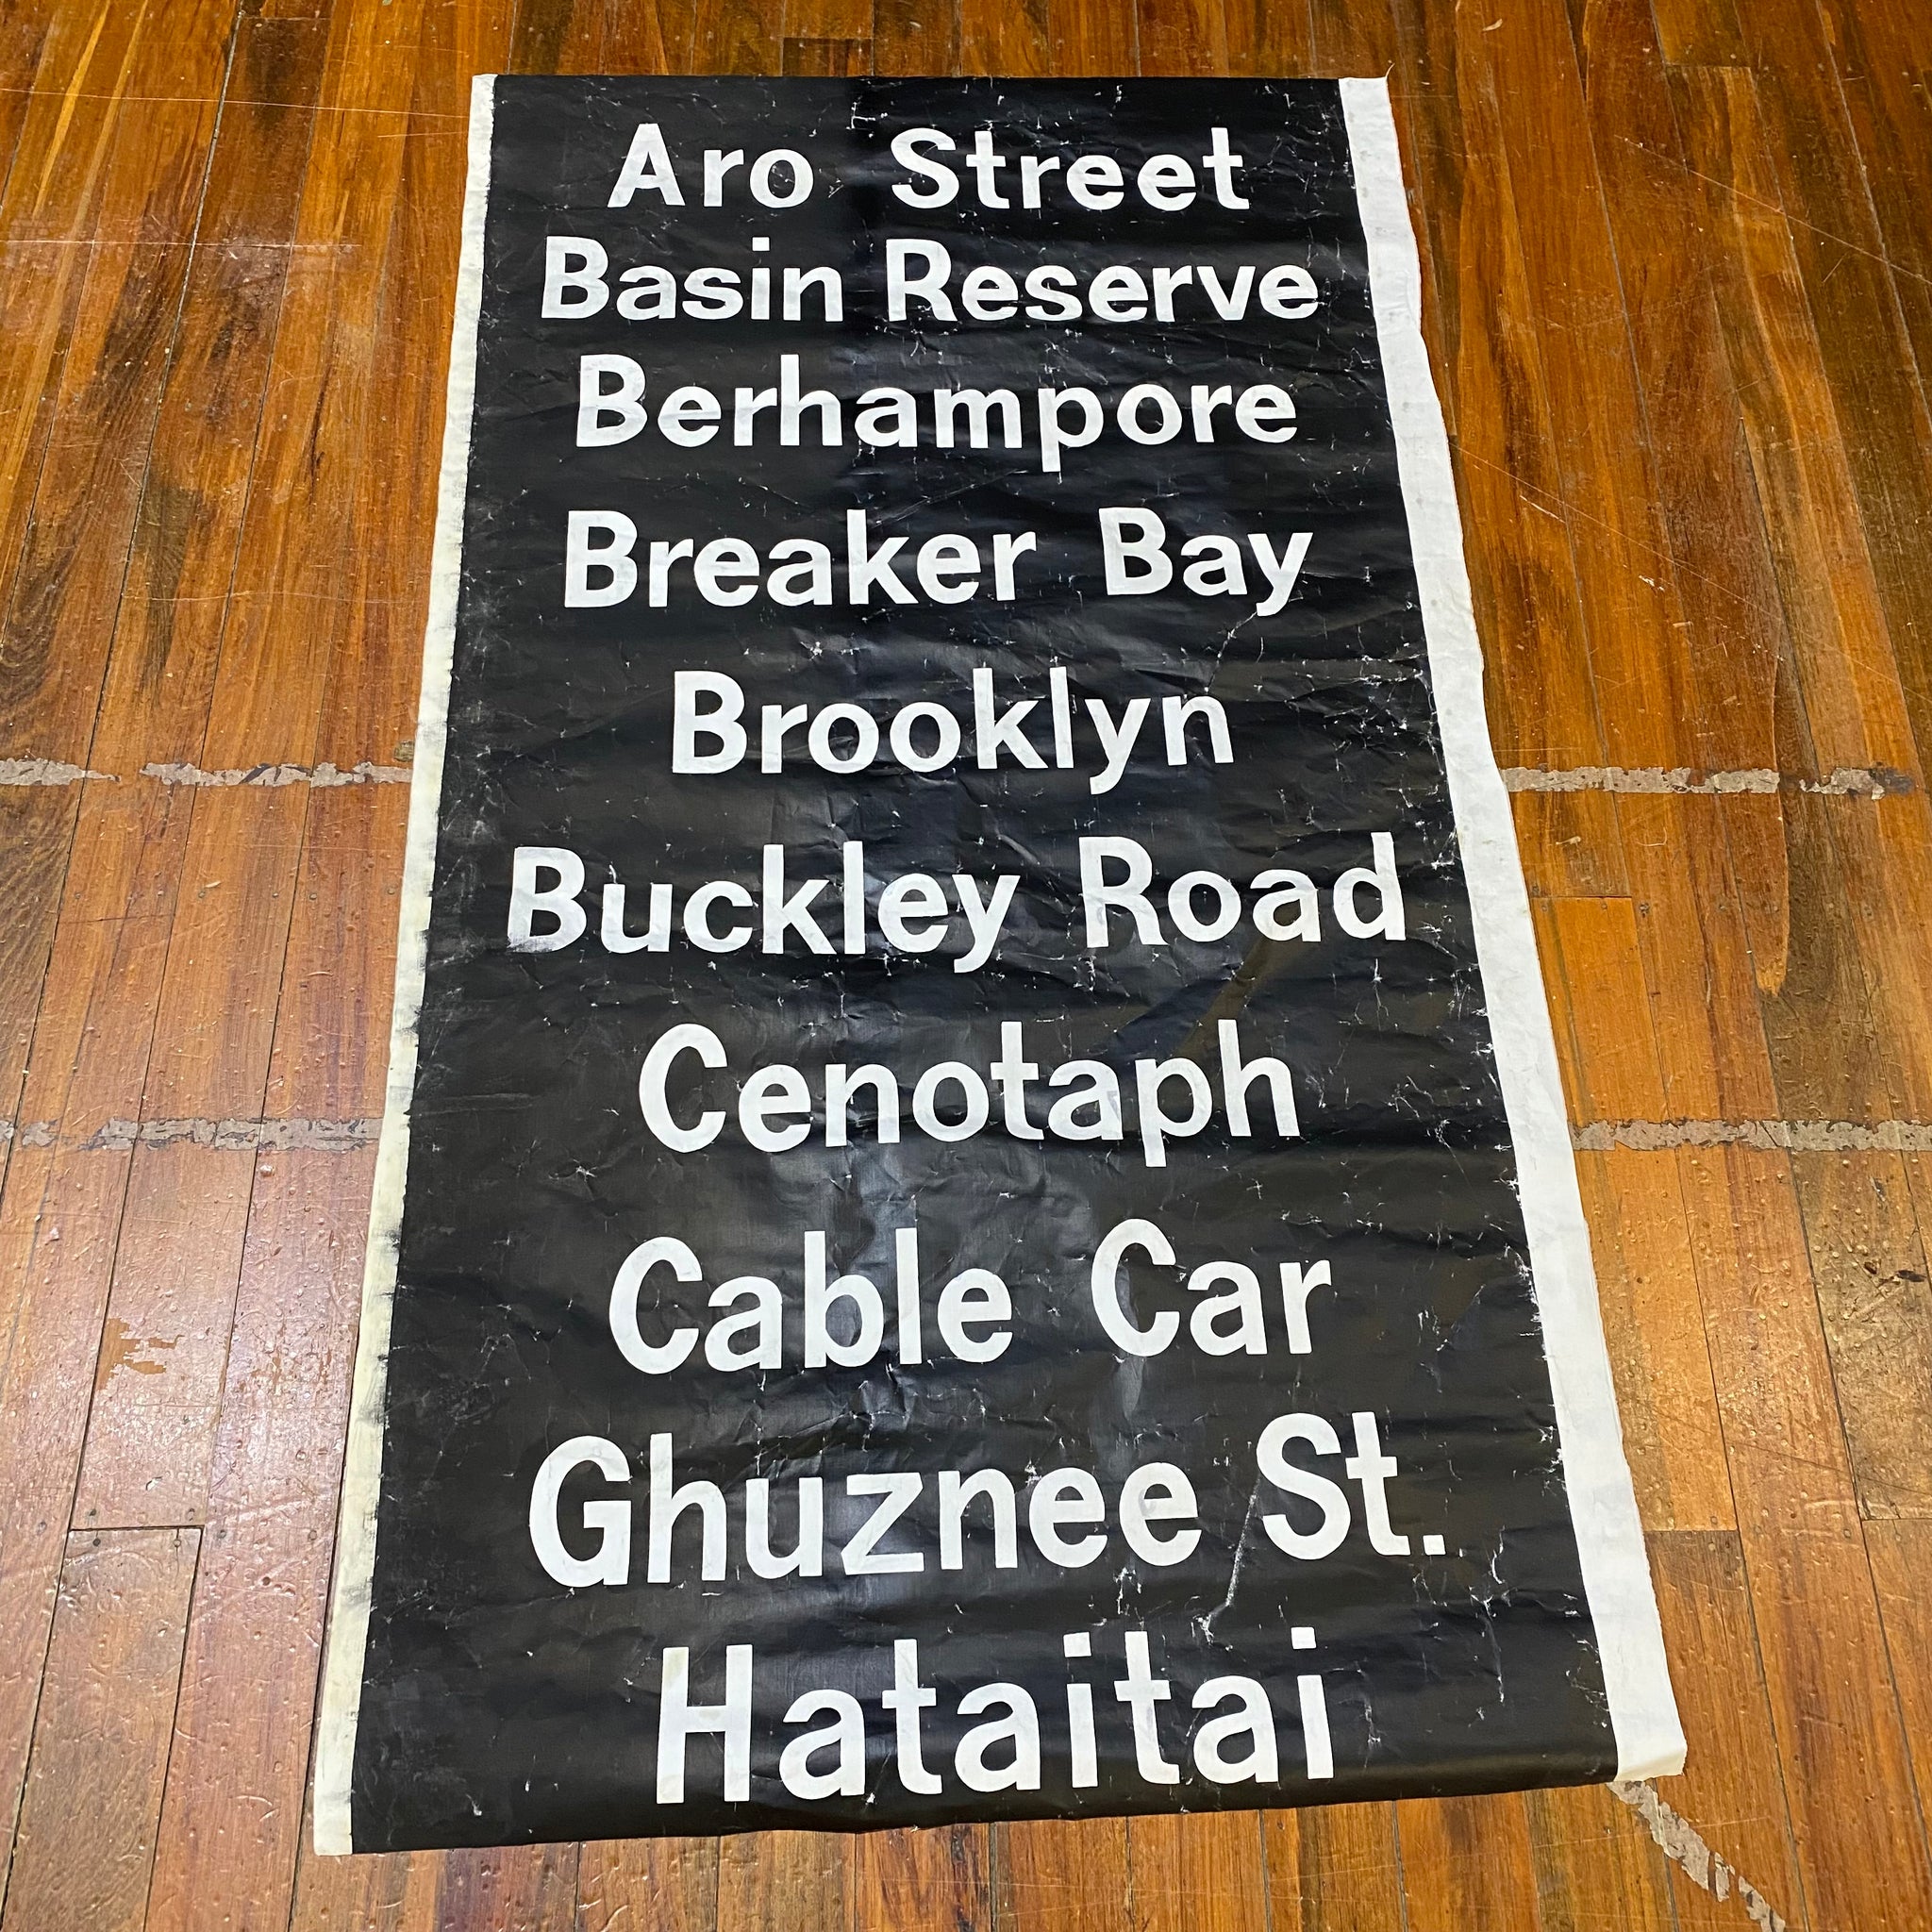 Aro Street
Basin Reserve
Berhampore
Breaker Bay
Brooklyn
Buckley Road
Cenotaph
Cable Car
Ghuznee St.
Hataitai